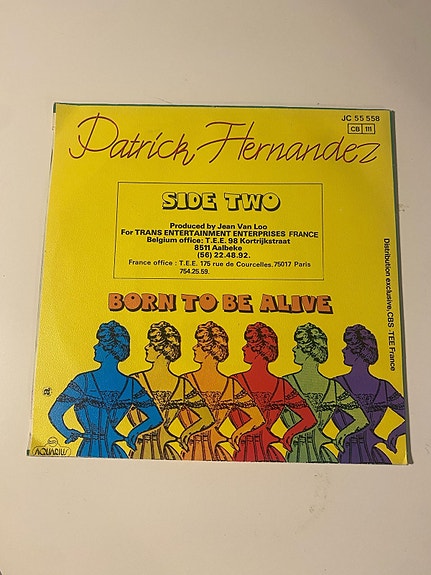 JC 55 558
CB 111
Patrick Hernandez
SIDE TWO
Produced by Jean Van Loo
For TRANS ENTERTAINMENT ENTERPRISES FRANCE
Belgium office: T.E.E. 98 Kortrijkstraat
8511 Aalbeke
(56) 22.48.92.
France office : T.E.E. 175 rue de Courcelles. 75017 Paris
754.25.59.
Distribution exclusive. CBS - TEE France
BORN TO BE ALIVE
AQUARIUS